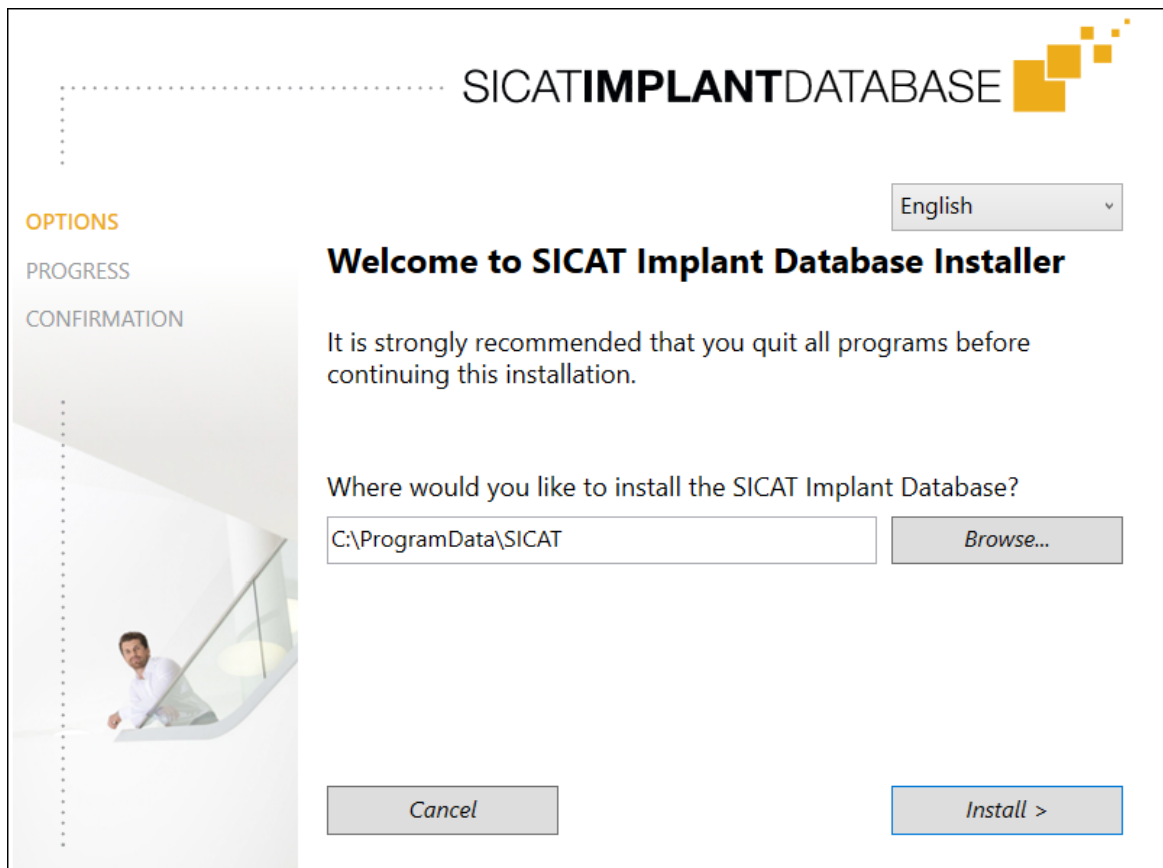 SICATIMPLANTDATABASE
English
OPTIONS
PROGRESS
CONFIRMATION
Welcome to SICAT Implant Database Installer
It is strongly recommended that you quit all programs before
continuing this installation.
Where would you like to install the SICAT Implant Database?
C:\ProgramData\SICAT
Browse...
Cancel
Install >